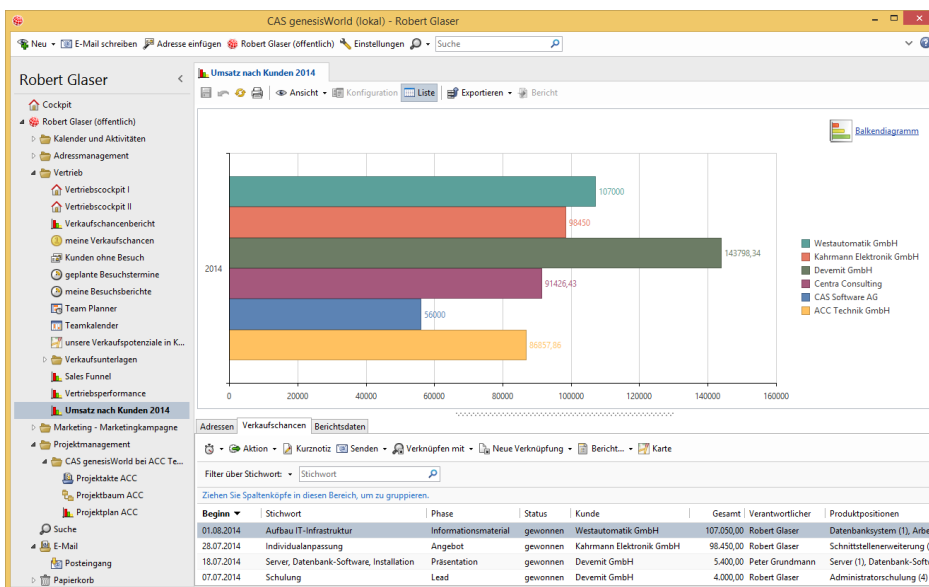 CAS genesisWorld (lokal) - Robert Glaser
Neu E-Mail schreiben Adresse einfügen Robert Glaser (öffentlich) Einstellungen Suche
Robert Glaser
Cockpit
Robert Glaser (öffentlich)
Kalender und Aktivitäten
Adressmanagement
Vertrieb
Vertriebscockpit I
Vertriebscockpit II
Verkaufschancenbericht
meine Verkaufschancen
Kunden ohne Besuch
geplante Besuchstermine
meine Besuchsberichte
Team Planner
Teamkalender
unsere Verkaufspotenziale in K...
Verkaufsunterlagen
Sales Funnel
Vertriebsperformance
Umsatz nach Kunden 2014
Marketing - Marketingkampagne
Projektmanagement
CAS genesisWorld bei ACC Te...
Projektakte ACC
Projektbaum ACC
Projektplan ACC
Suche
E-Mail
Posteingang
Papierkorb
Umsatz nach Kunden 2014
Ansicht Konfiguration Liste Exportieren Bericht
Balkendiagramm
107000
98450
143798,34
2014
91426,43
56000
86857,86
0 20000 40000 60000 80000 100000 120000 140000 160000
Westautomatik GmbH
Kahrmann Elektronik GmbH
Devemit GmbH
Centra Consulting
CAS Software AG
ACC Technik GmbH
Adressen Verkaufschancen Berichtsdaten
Aktion Kurznotiz Senden Verknüpfen mit Neue Verknüpfung Bericht... Karte
Filter über Stichwort: Stichwort
Ziehen Sie Spaltenköpfe in diesen Bereich, um zu gruppieren.
Beginn Stichwort Phase Status Kunde Gesamt Verantwortlicher Produktpositionen
01.08.2014 Aufbau IT-Infrastruktur Informationsmaterial gewonnen Westautomatik GmbH 107.050,00 Robert Glaser Datenbanksystem (1), Arbe
28.07.2014 Individualanpassung Angebot gewonnen Kahrmann Elektronik GmbH 98.450,00 Robert Glaser Schnittstellenerweiterung (
18.07.2014 Server, Datenbank-Software, Installation Präsentation gewonnen Devemit GmbH 5.400,00 Peter Grundmann Server (1), Datenbank-Soft
07.07.2014 Schulung Lead gewonnen Devemit GmbH 4.000,00 Robert Glaser Administratorschulung (4)